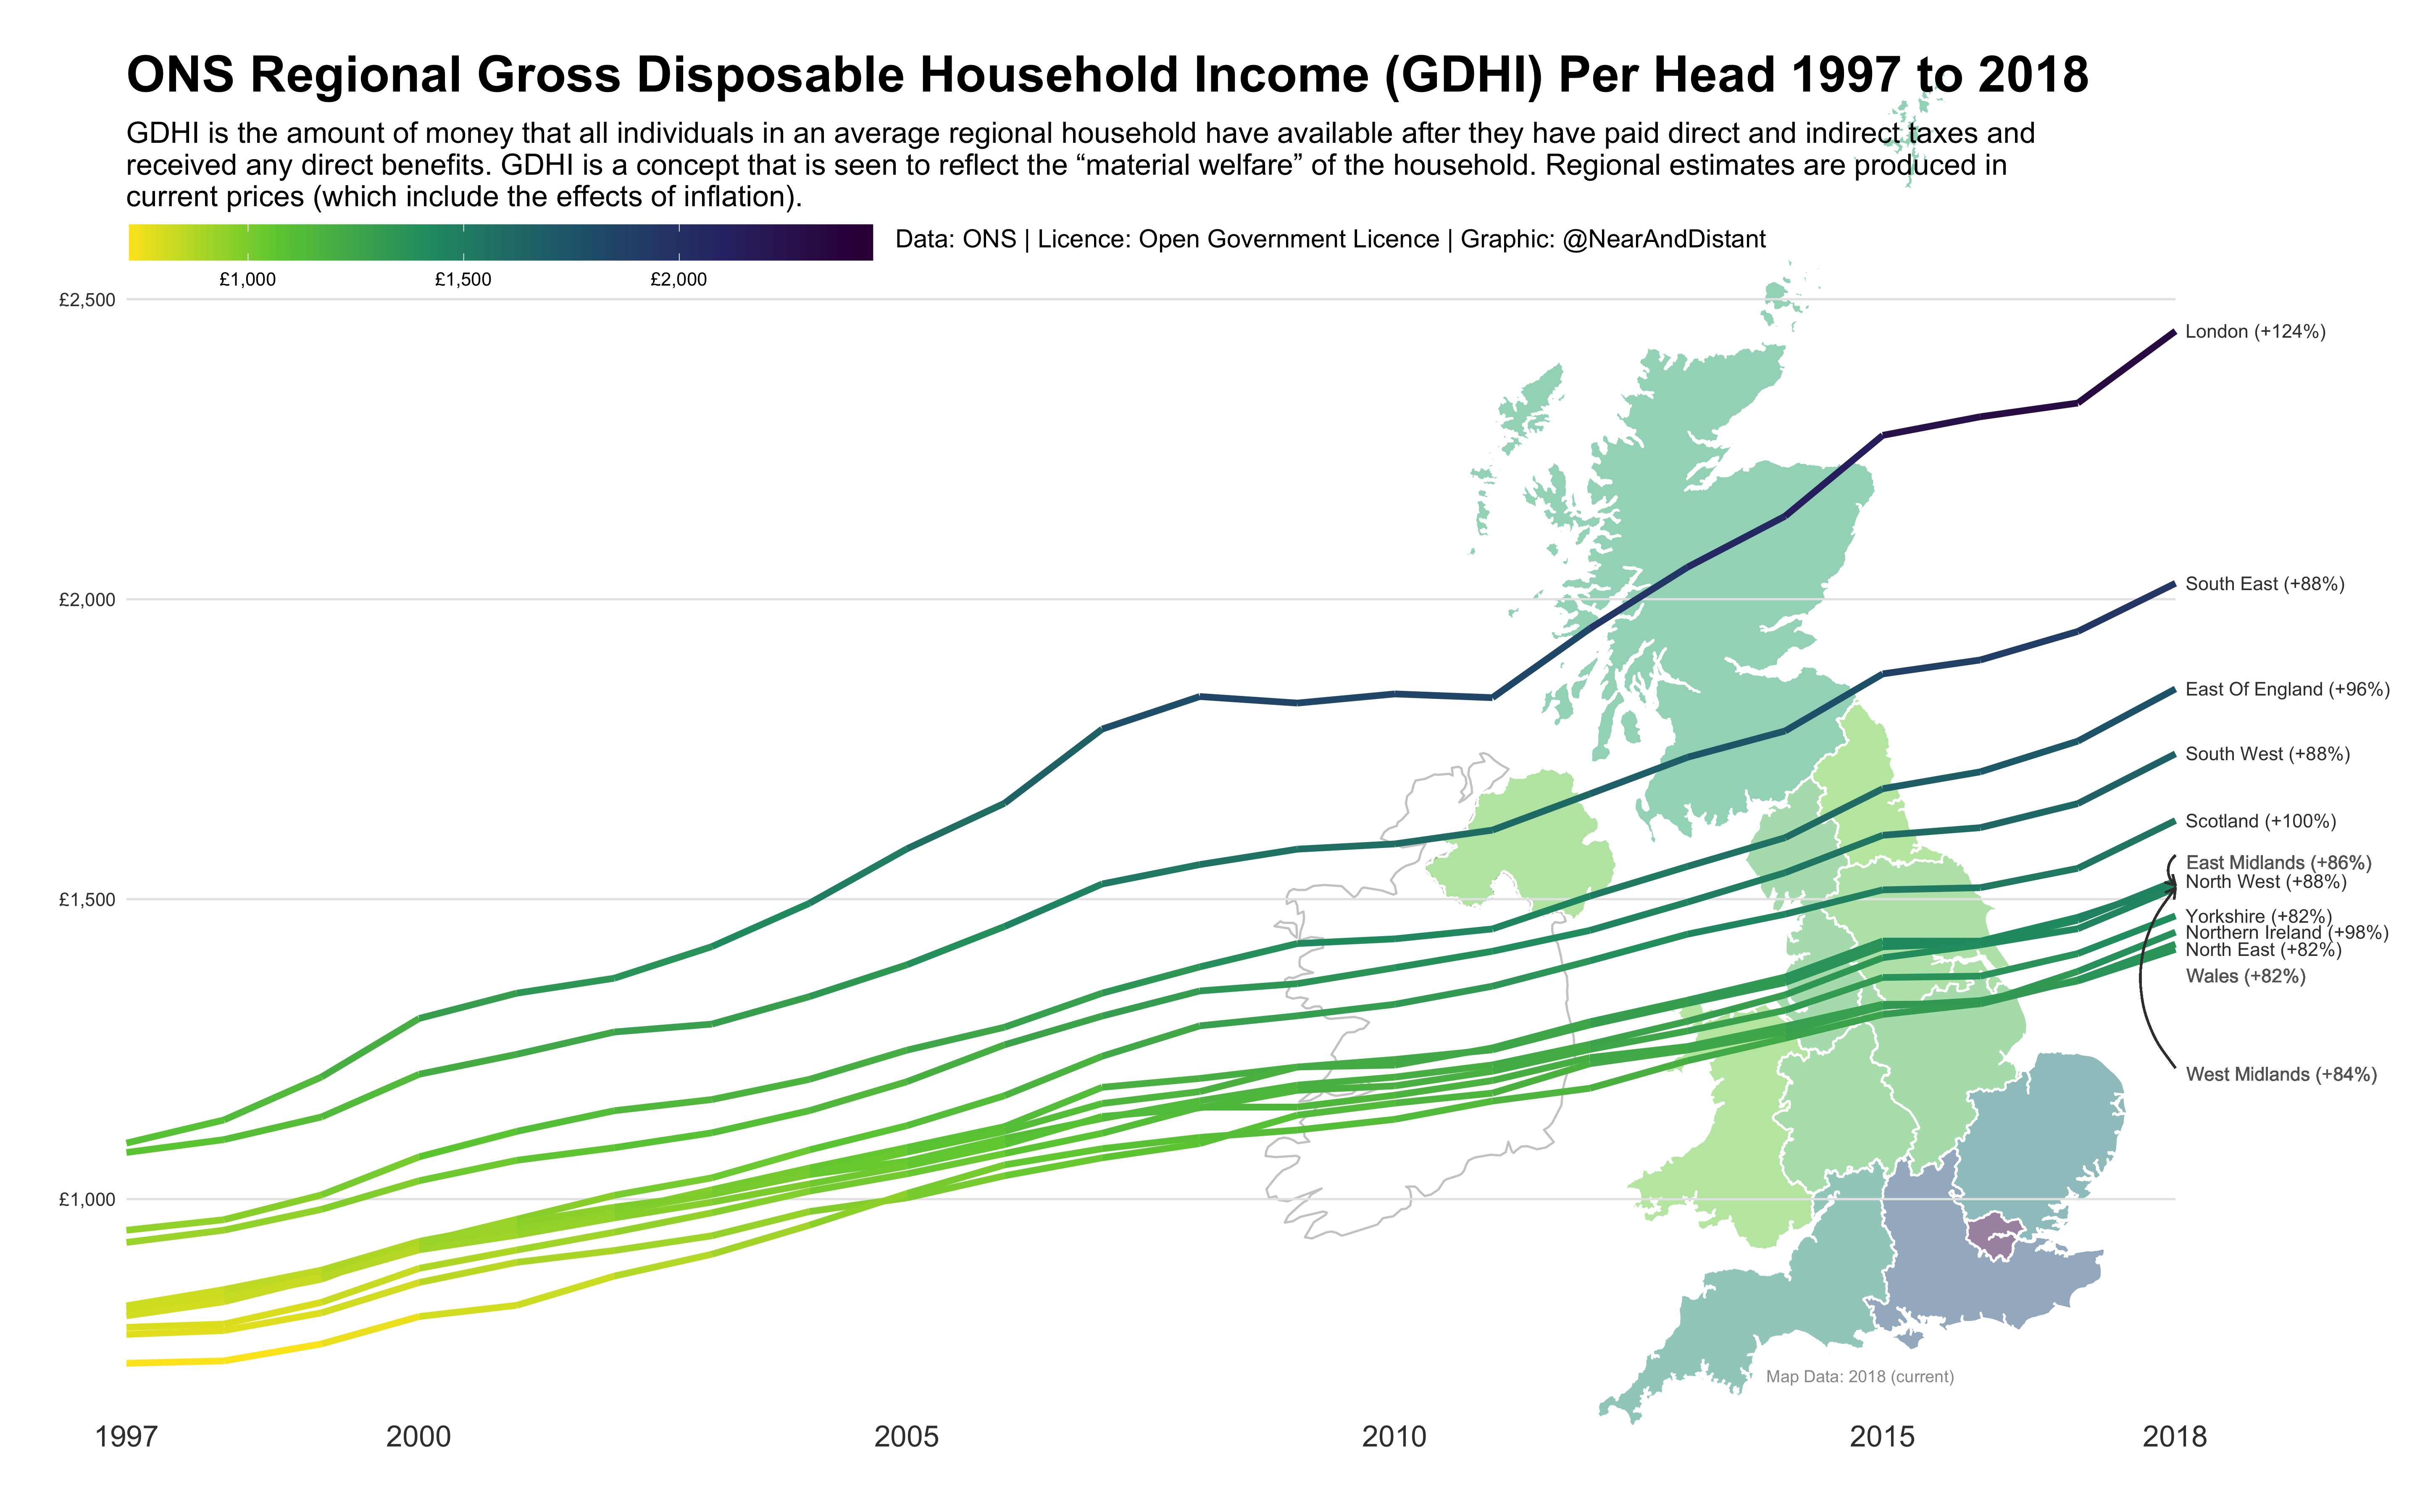 ONS Regional Gross Disposable Household Income (GDHI) Per Head 1997 to 2018
GDHI is the amount of money that all individuals in an average regional household have available after they have paid direct and indirect taxes and
received any direct benefits. GDHI is a concept that is seen to reflect the “material welfare” of the household. Regional estimates are produced in
current prices (which include the effects of inflation).
Data: ONS | Licence: Open Government Licence | Graphic: @NearAndDistant
£1,000 £1,500 £2,000
£2,500
London (+124%)
South East (+88%)
£2,000
East Of England (+96%)
South West (+88%)
Scotland (+100%)
East Midlands (+86%)
North West (+88%)
£1,500
Yorkshire (+82%)
Northern Ireland (+98%)
North East (+82%)
Wales (+82%)
West Midlands (+84%)
£1,000
Map Data: 2018 (current)
1997 2000 2005 2010 2015 2018